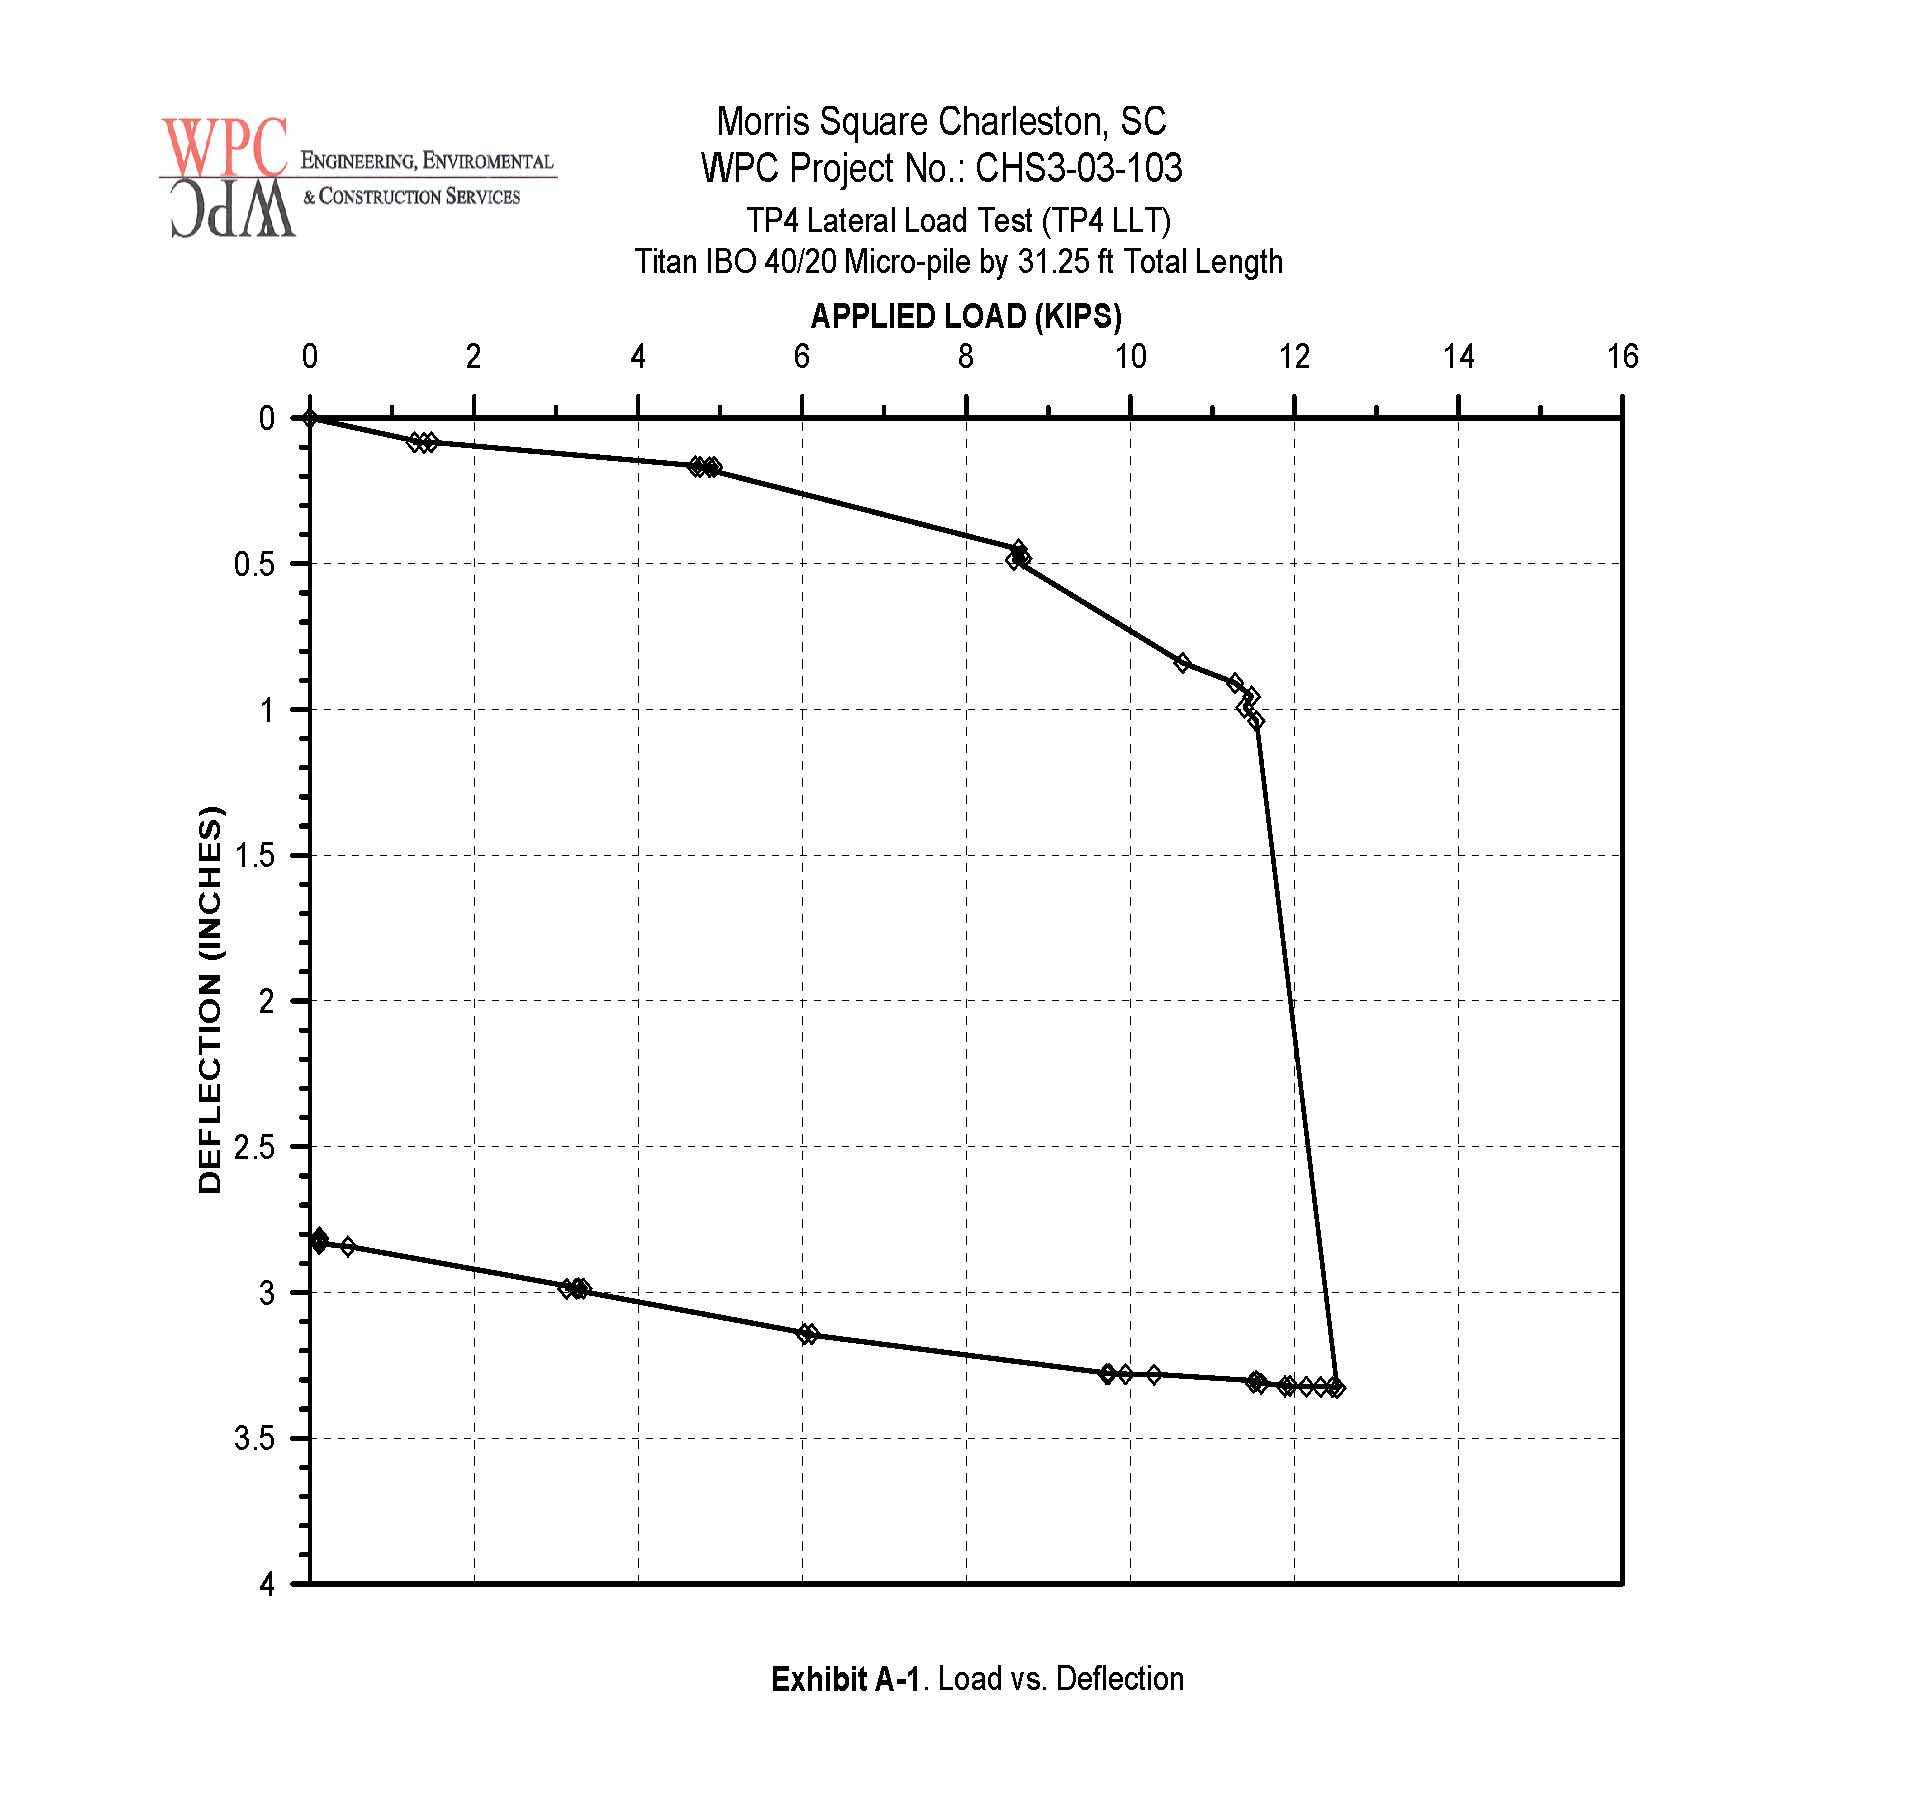 WPC
ENGINEERING, ENVIROMENTAL
& CONSTRUCTION SERVICES
WPC
Morris Square Charleston, SC
WPC Project No.: CHS3-03-103
TP4 Lateral Load Test (TP4 LLT)
Titan IBO 40/20 Micro-pile by 31.25 ft Total Length
APPLIED LOAD (KIPS)
0 2 4 6 8 10 12 14 16
0
0.5
1
1.5
2
2.5
3
3.5
4
DEFLECTION (INCHES)
Exhibit A-1. Load vs. Deflection